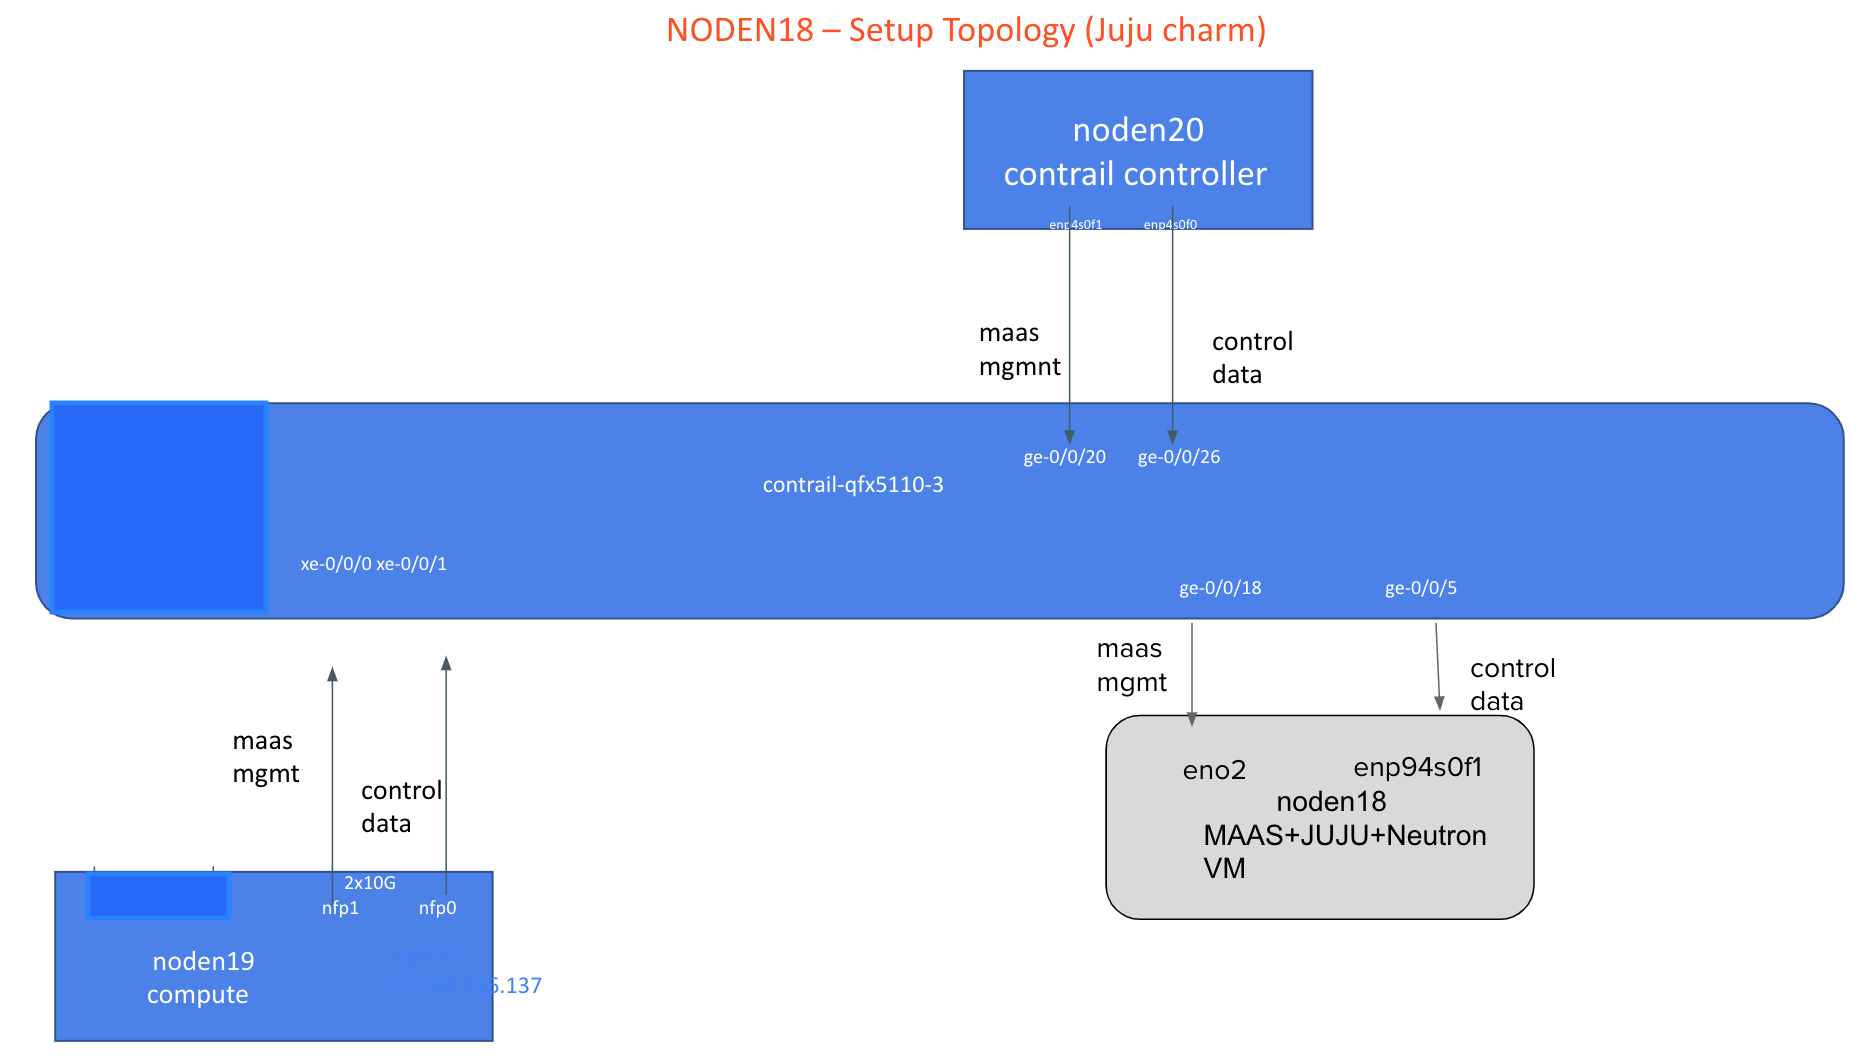 NODEN18 – Setup Topology (Juju charm)
noden20
contrail controller
enp4s0f1 enp4s0f0
maas
mgmnt
control
data
ge-0/0/20 ge-0/0/26
contrail-qfx5110-3
xe-0/0/0 xe-0/0/1
ge-0/0/18 ge-0/0/5
maas
mgmt
control
data
maas
mgmt
control
data
eno2 enp94s0f1
noden18
MAAS+JUJU+Neutron
VM
2x10G
nfp1 nfp0
noden19
compute
.137